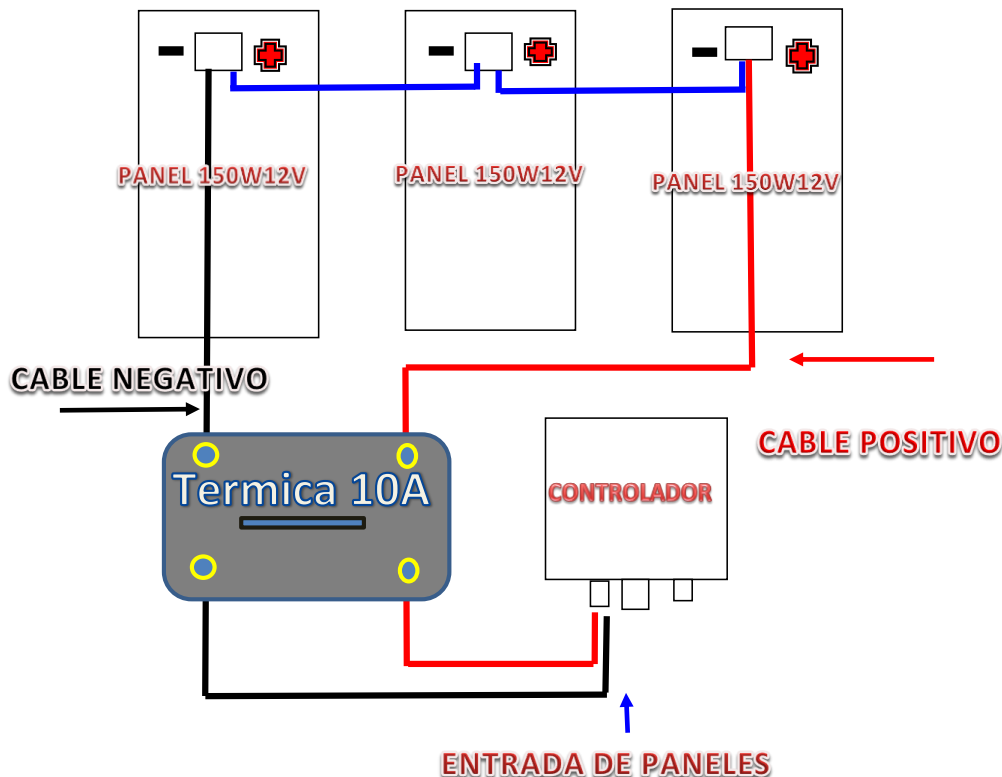 PANEL 150W12V
PANEL 150W12V
PANEL 150W12V
CABLE NEGATIVO
CABLE POSITIVO
Termica 10A
CONTROLADOR
ENTRADA DE PANELES